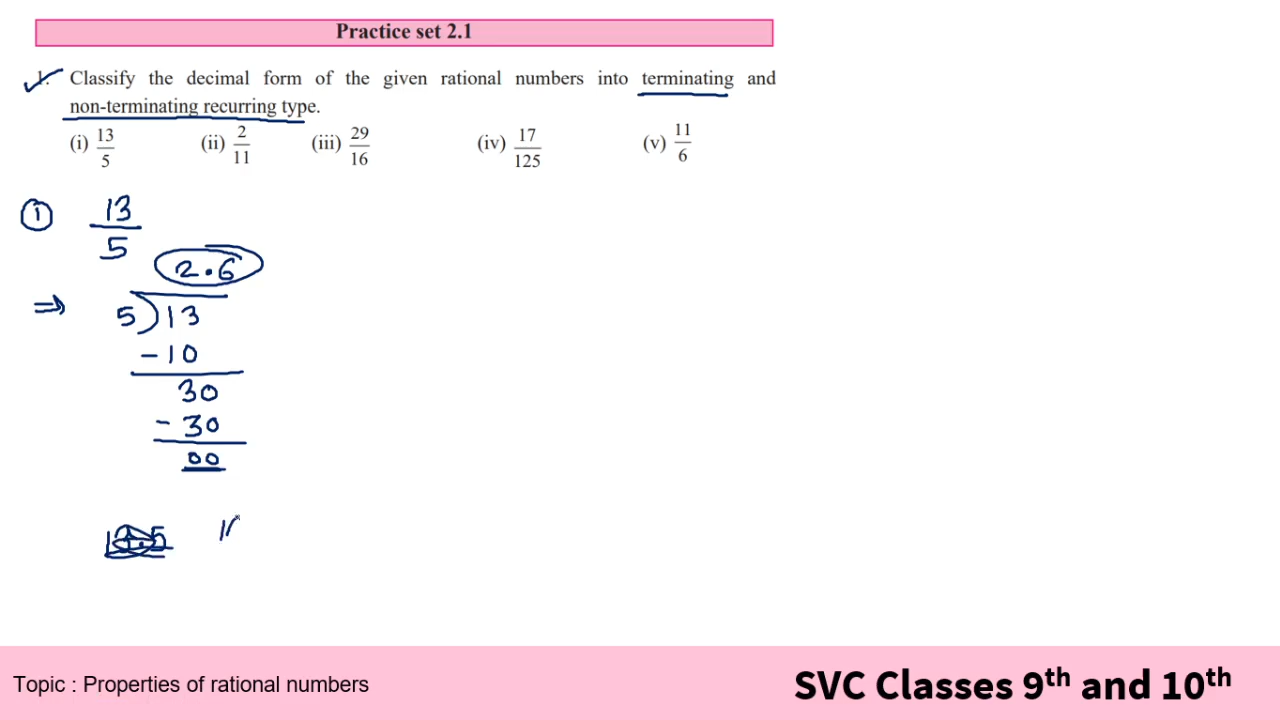 Practice set 2.1
1. Classify the decimal form of the given rational numbers into terminating and
non-terminating recurring type.
(i) 13/5 (ii) 2/11 (iii) 29/16 (iv) 17/125 (v) 11/6
① 13/5
2.6
⇒ 5)13
-10
30
-30
00
Topic : Properties of rational numbers
SVC Classes 9th and 10th